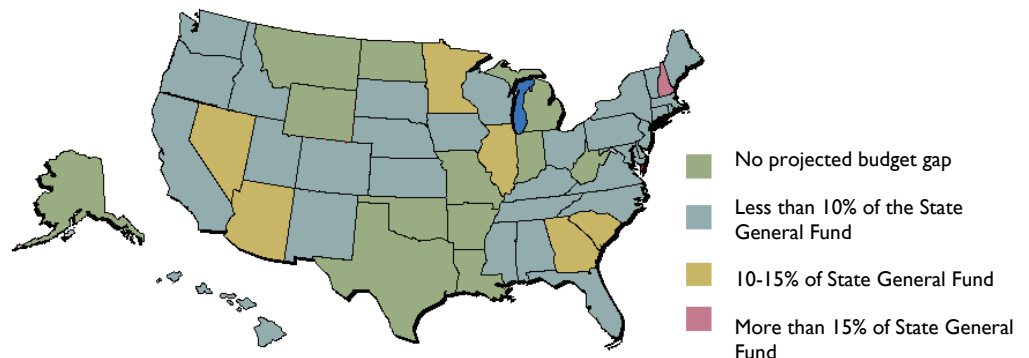 No projected budget gap
Less than 10% of the State
General Fund
10-15% of State General Fund
More than 15% of State General
Fund